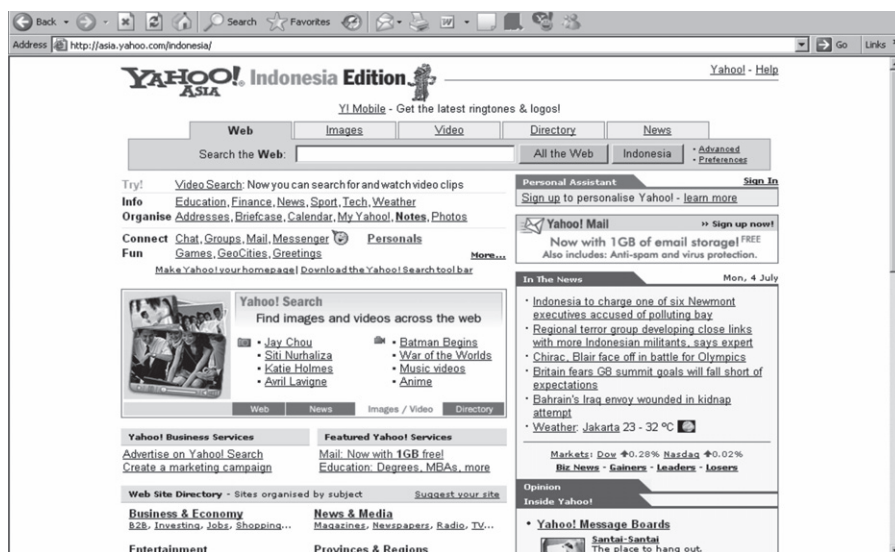 Back Search Favorites
Address http://asia.yahoo.com/indonesia/ Go Links
YAHOO! ASIA Indonesia Edition
Yahoo! - Help
Y! Mobile - Get the latest ringtones & logos!
Web Images Video Directory News
Search the Web: All the Web Indonesia
· Advanced
· Preferences
Try! Video Search: Now you can search for and watch video clips
Info Education, Finance, News, Sport, Tech, Weather
Organise Addresses, Briefcase, Calendar, My Yahoo!, Notes, Photos
Connect Chat, Groups, Mail, Messenger Personals
Fun Games, GeoCities, Greetings More...
Make Yahoo! your homepage | Download the Yahoo! Search toolbar
Yahoo! Search
Find images and videos across the web
· Jay Chou
· Siti Nurhaliza
· Katie Holmes
· Avril Lavigne
· Batman Begins
· War of the Worlds
· Music videos
· Anime
Web News Images / Video Directory
Yahoo! Business Services
Advertise on Yahoo! Search
Create a marketing campaign
Featured Yahoo! Services
Mail: Now with 1GB free!
Education: Degrees, MBAs, more
Web Site Directory - Sites organised by subject Suggest your site
Business & Economy
B2B, Investing, Jobs, Shopping...
News & Media
Magazines, Newspapers, Radio, TV...
Entertainment Provinces & Regions
Personal Assistant Sign In
Sign up to personalise Yahoo! - learn more
Yahoo! Mail ›› Sign up now!
Now with 1GB of email storage! FREE
Also includes: Anti-spam and virus protection.
In The News Mon, 4 July
· Indonesia to charge one of six Newmont
executives accused of polluting bay
· Regional terror group developing close links
with more Indonesian militants, says expert
· Chirac, Blair face off in battle for Olympics
· Britain fears G8 summit goals will fall short of
expectations
· Bahrain's Iraq envoy wounded in kidnap
attempt
· Weather: Jakarta 23 - 32 ºC
Markets: Dow 0.28% Nasdaq 0.02%
Biz News - Gainers - Leaders - Losers
Opinion
Inside Yahoo!
• Yahoo! Message Boards
Santai-Santai
The place to hang out.